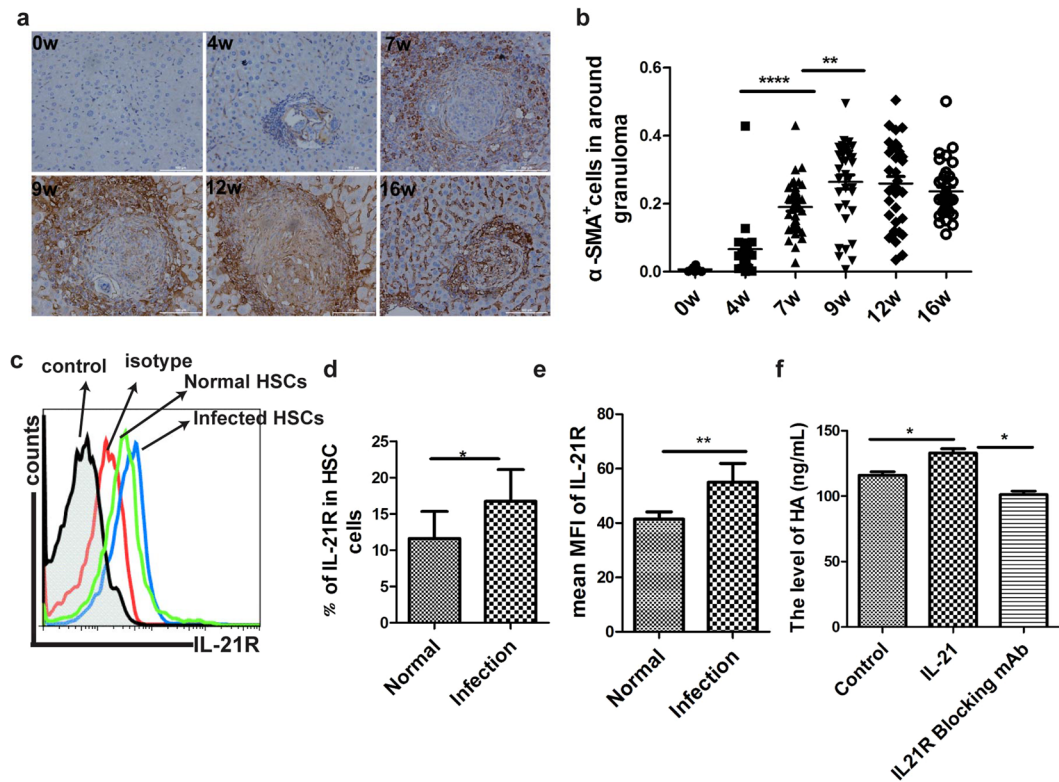 a
0w
4w
7w
9w
12w
16w
b
α-SMA⁺cells in around
granuloma
0.6
0.4
0.2
0.0
****
**
0w
4w
7w
9w
12w
16w
c
control
isotype
Normal HSCs
Infected HSCs
counts
IL-21R
d
% of IL-21R in HSC
cells
25
20
15
10
5
0
*
Normal
Infection
e
mean MFI of IL-21R
80
60
40
20
0
**
Normal
Infection
f
The level of HA (ng/mL)
150
100
50
0
*
*
Control
IL-21
IL21R Blocking mAb